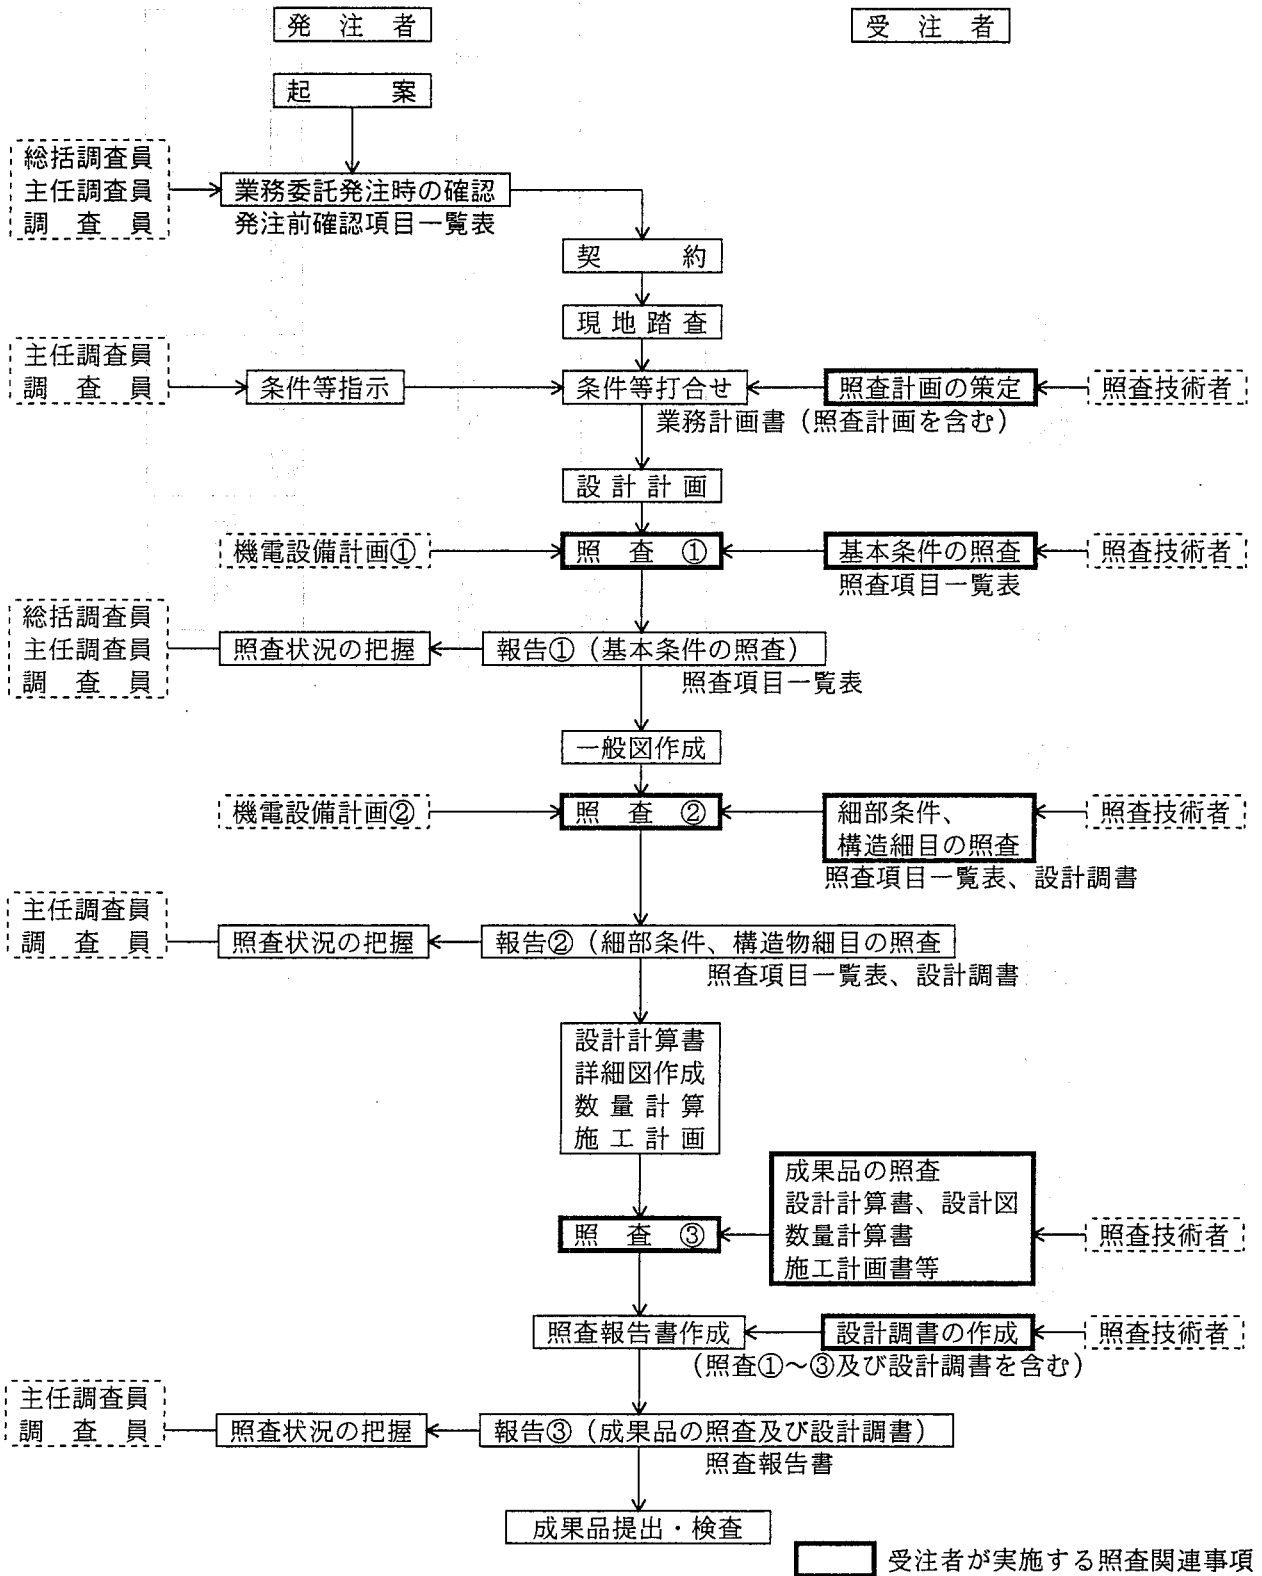 発注者
受注者
起案
総括調査員
主任調査員
調査員
業務委託発注時の確認
発注前確認項目一覧表
契約
現地踏査
主任調査員
調査員
条件等指示
条件等打合せ
照査計画の策定
照査技術者
業務計画書（照査計画を含む）
設計計画
機電設備計画①
照査①
基本条件の照査
照査技術者
照査項目一覧表
総括調査員
主任調査員
調査員
照査状況の把握
報告①（基本条件の照査）
照査項目一覧表
一般図作成
機電設備計画②
照査②
細部条件、
構造細目の照査
照査技術者
照査項目一覧表、設計調書
主任調査員
調査員
照査状況の把握
報告②（細部条件、構造物細目の照査
照査項目一覧表、設計調書
設計計算書
詳細図作成
数量計算
施工計画
成果品の照査
設計計算書、設計図
数量計算書
施工計画書等
照査③
照査技術者
照査報告書作成
設計調書の作成
照査技術者
（照査①～③及び設計調書を含む）
主任調査員
調査員
照査状況の把握
報告③（成果品の照査及び設計調書）
照査報告書
成果品提出・検査
受注者が実施する照査関連事項